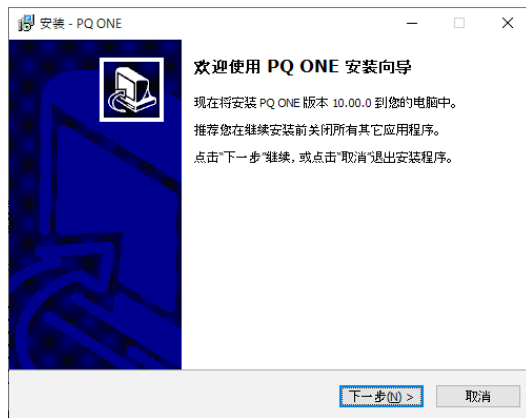 安装 - PQ ONE
欢迎使用 PQ ONE 安装向导
现在将安装 PQ ONE 版本 10.00.0 到您的电脑中。
推荐您在继续安装前关闭所有其它应用程序。
点击“下一步”继续，或点击“取消”退出安装程序。
下一步(N) >
取消